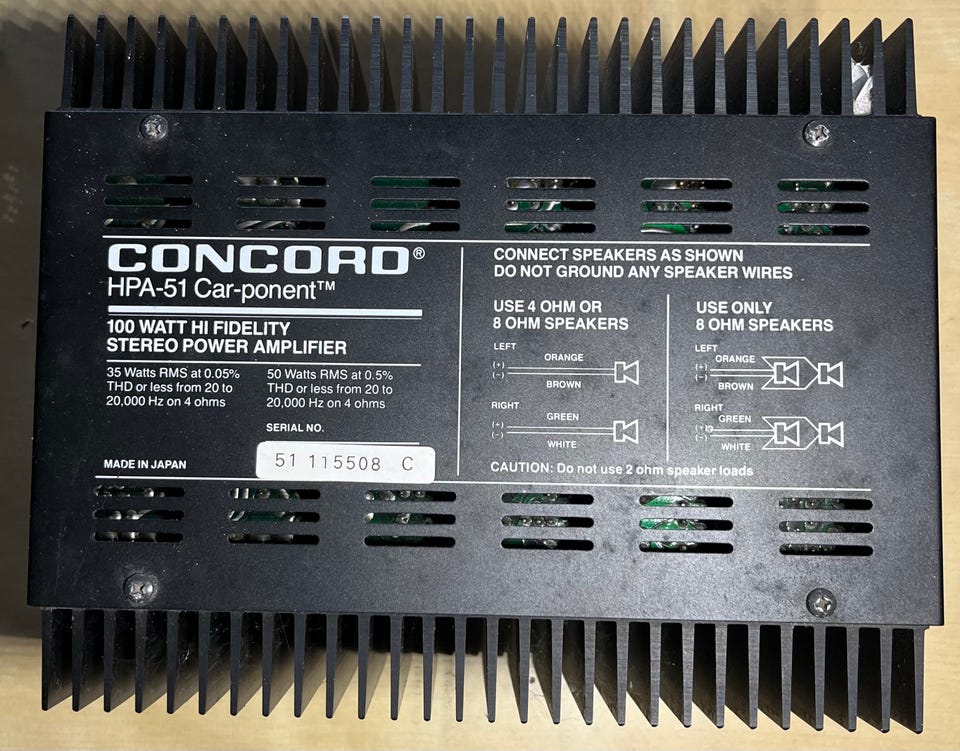 CONCORD®
HPA-51 Car-ponent™
100 WATT HI FIDELITY
STEREO POWER AMPLIFIER
35 Watts RMS at 0.05%
THD or less from 20 to
20,000 Hz on 4 ohms
50 Watts RMS at 0.5%
THD or less from 20 to
20,000 Hz on 4 ohms
SERIAL NO.
51 115508 C
MADE IN JAPAN
CONNECT SPEAKERS AS SHOWN
DO NOT GROUND ANY SPEAKER WIRES
USE 4 OHM OR
8 OHM SPEAKERS
LEFT
ORANGE
(+)
(−)
BROWN
RIGHT
GREEN
(+)
(−)
WHITE
USE ONLY
8 OHM SPEAKERS
LEFT
ORANGE
(+)
(−)
BROWN
RIGHT
GREEN
(+)
(−)
WHITE
CAUTION: Do not use 2 ohm speaker loads